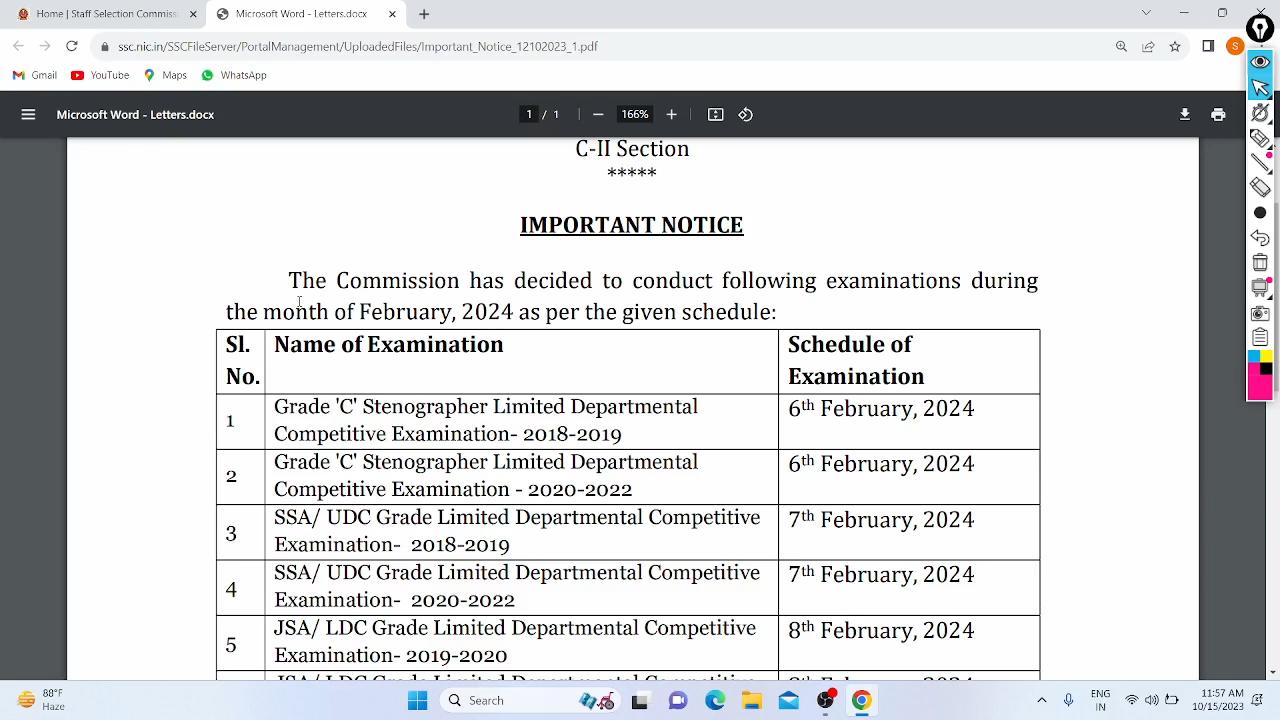 Home | Staff Selection Commiss
Microsoft Word - Letters.docx
ssc.nic.in/SSCFileServer/PortalManagement/UploadedFiles/Important_Notice_12102023_1.pdf
S
Gmail
YouTube
Maps
WhatsApp
Microsoft Word - Letters.docx
1 / 1
166%
C-II Section
*****
IMPORTANT NOTICE
The Commission has decided to conduct following examinations during
the month of February, 2024 as per the given schedule:
Sl. No.
Name of Examination
Schedule of Examination
1
Grade 'C' Stenographer Limited Departmental
Competitive Examination- 2018-2019
6th February, 2024
2
Grade 'C' Stenographer Limited Departmental
Competitive Examination - 2020-2022
6th February, 2024
3
SSA/ UDC Grade Limited Departmental Competitive
Examination- 2018-2019
7th February, 2024
4
SSA/ UDC Grade Limited Departmental Competitive
Examination- 2020-2022
7th February, 2024
5
JSA/ LDC Grade Limited Departmental Competitive
Examination- 2019-2020
8th February, 2024
88°F
Haze
Search
ENG
IN
11:57 AM
10/15/2023